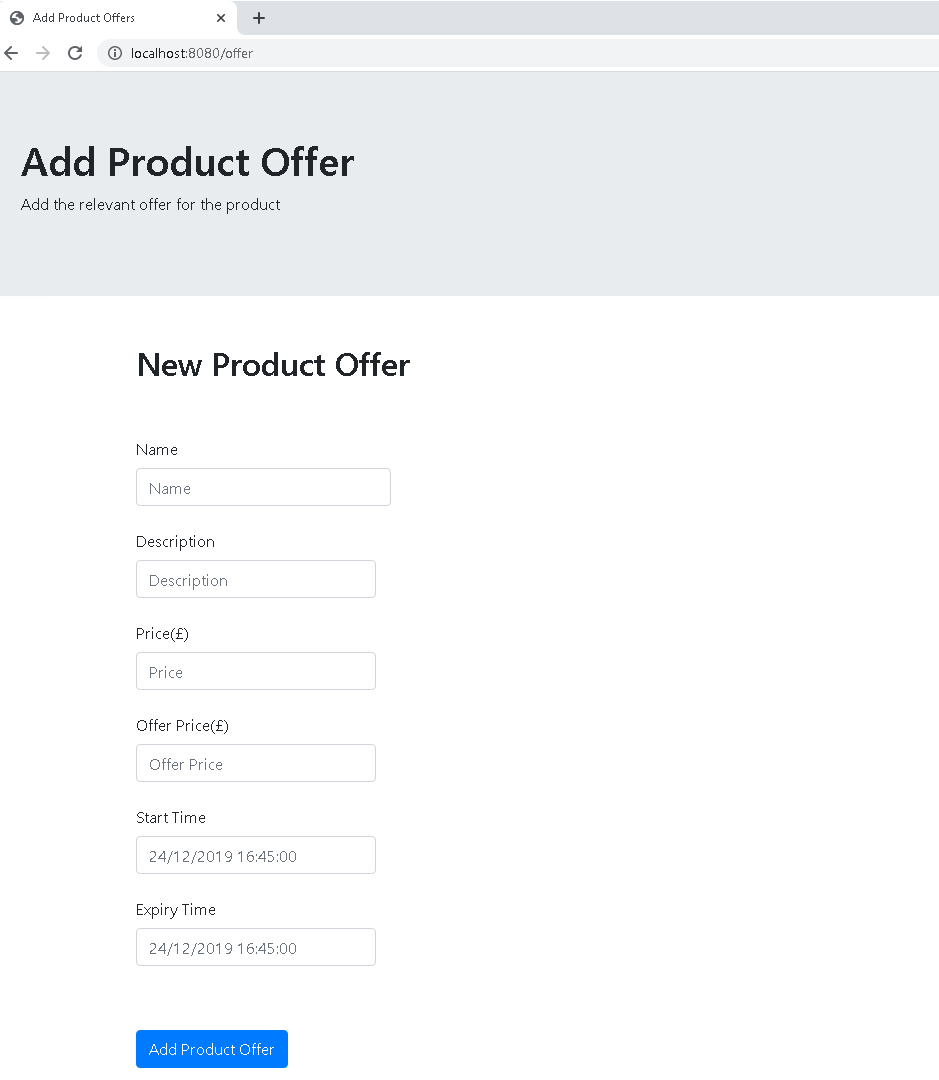 Add Product Offers
localhost:8080/offer
Add Product Offer
Add the relevant offer for the product
New Product Offer
Name
Name
Description
Description
Price(£)
Price
Offer Price(£)
Offer Price
Start Time
24/12/2019 16:45:00
Expiry Time
24/12/2019 16:45:00
Add Product Offer